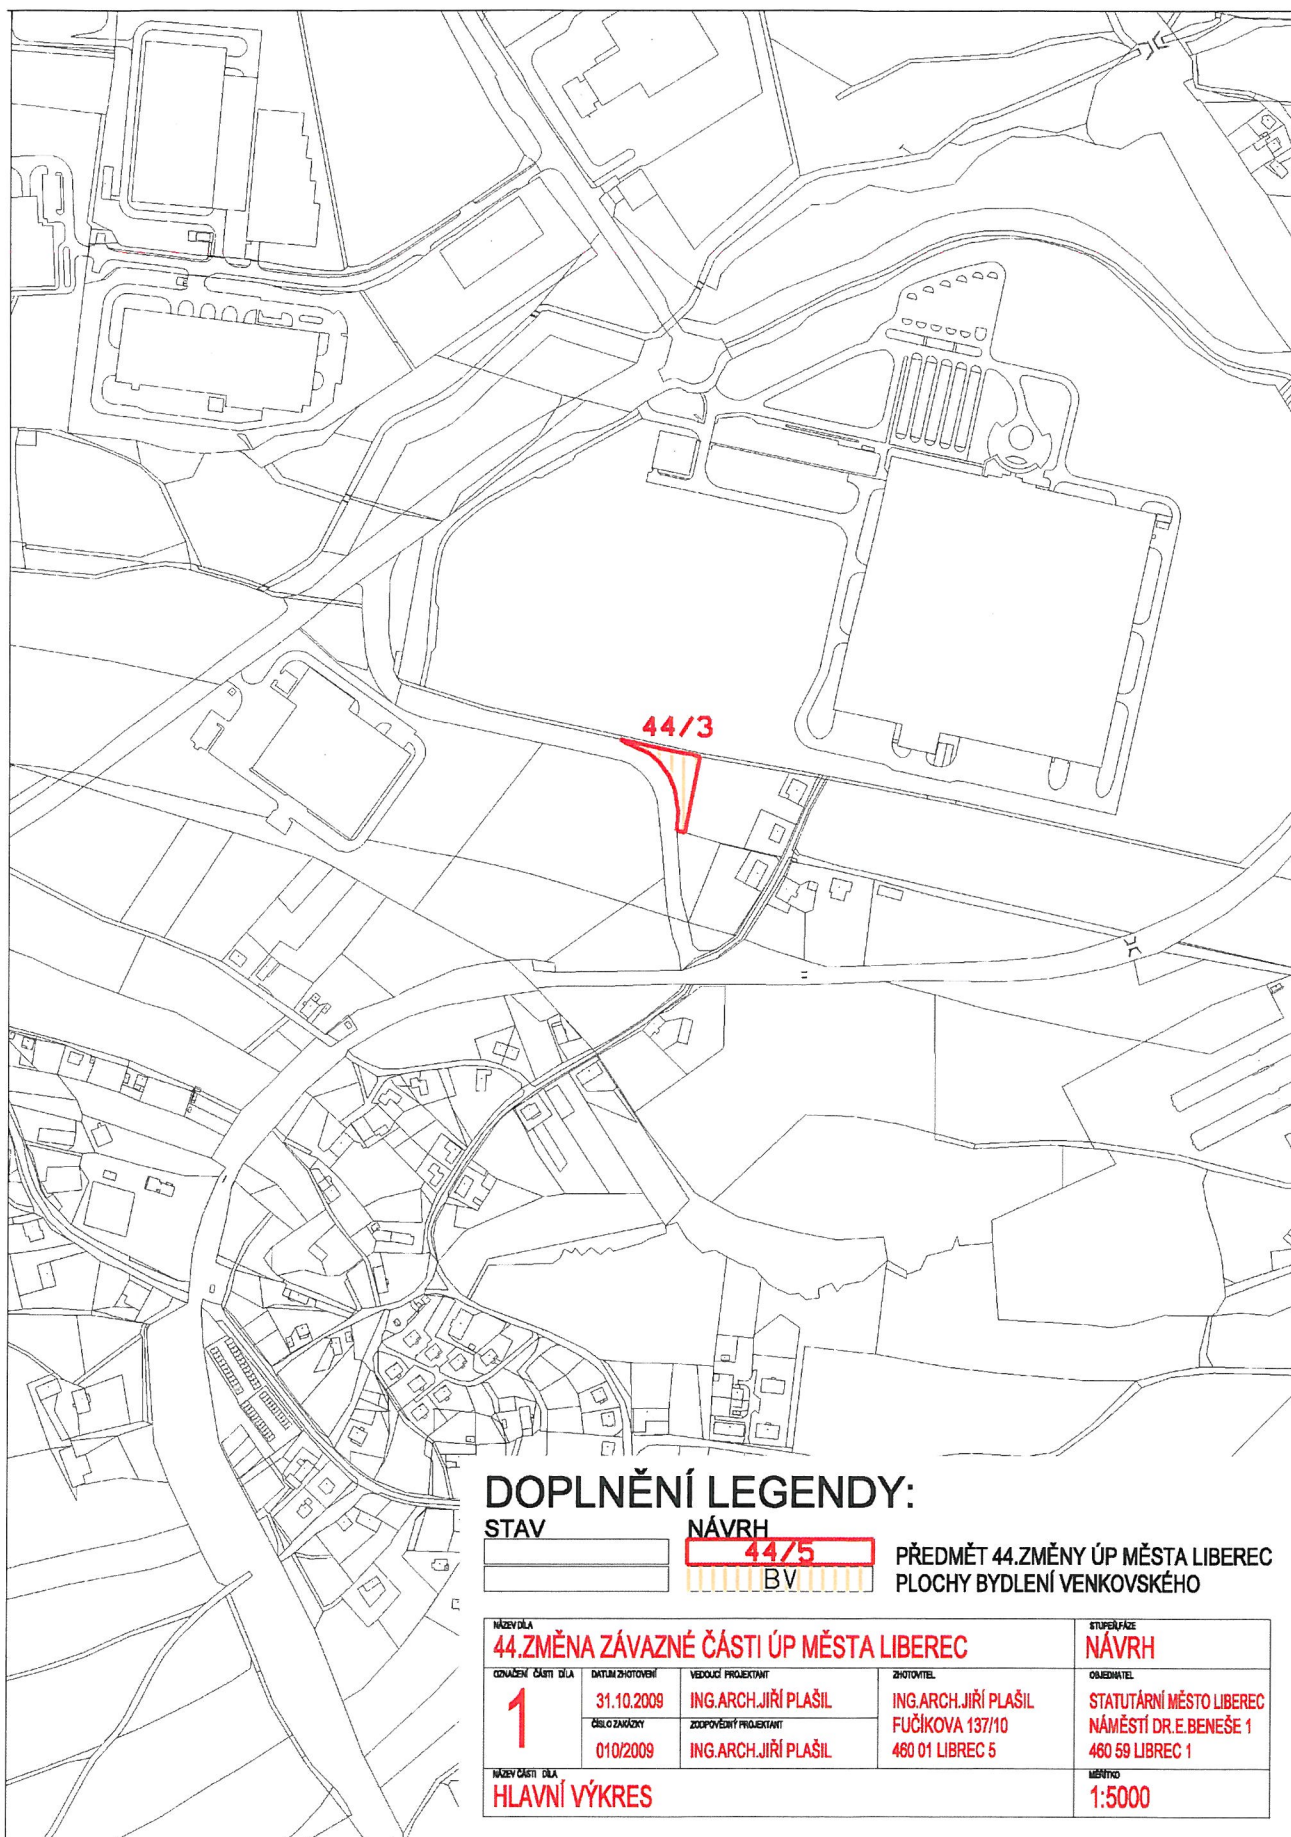 44/3
DOPLNĚNÍ LEGENDY:
STAV NÁVRH
44/5 PŘEDMĚT 44.ZMĚNY ÚP MĚSTA LIBEREC
BV PLOCHY BYDLENÍ VENKOVSKÉHO
NÁZEV DÍLA STUPEŇ/FÁZE
44.ZMĚNA ZÁVAZNÉ ČÁSTI ÚP MĚSTA LIBEREC NÁVRH
OZNAČENÍ ČÁSTI DÍLA DATUM ZHOTOVENÍ VEDOUCÍ PROJEKTANT ZHOTOVITEL OBJEDNATEL
1 31.10.2009 ING.ARCH.JIŘÍ PLAŠIL ING.ARCH.JIŘÍ PLAŠIL STATUTÁRNÍ MĚSTO LIBEREC
ČÍSLO ZAKÁZKY ZODPOVĚDNÝ PROJEKTANT FUČÍKOVA 137/10 NÁMĚSTÍ DR.E.BENEŠE 1
010/2009 ING.ARCH.JIŘÍ PLAŠIL 460 01 LIBREC 5 460 59 LIBREC 1
NÁZEV ČÁSTI DÍLA MĚŘÍTKO
HLAVNÍ VÝKRES 1:5000